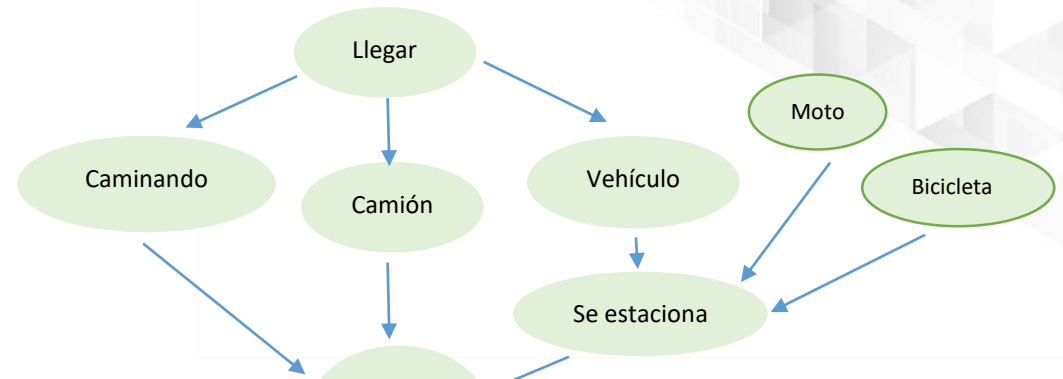 Llegar
Moto
Caminando
Vehículo
Bicicleta
Camión
Se estaciona